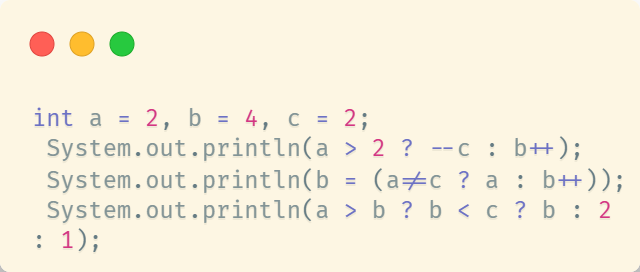 int a = 2, b = 4, c = 2;
System.out.println(a > 2 ? --c : b++);
System.out.println(b = (a!=c ? a : b++));
System.out.println(a > b ? b < c ? b : 2
: 1);